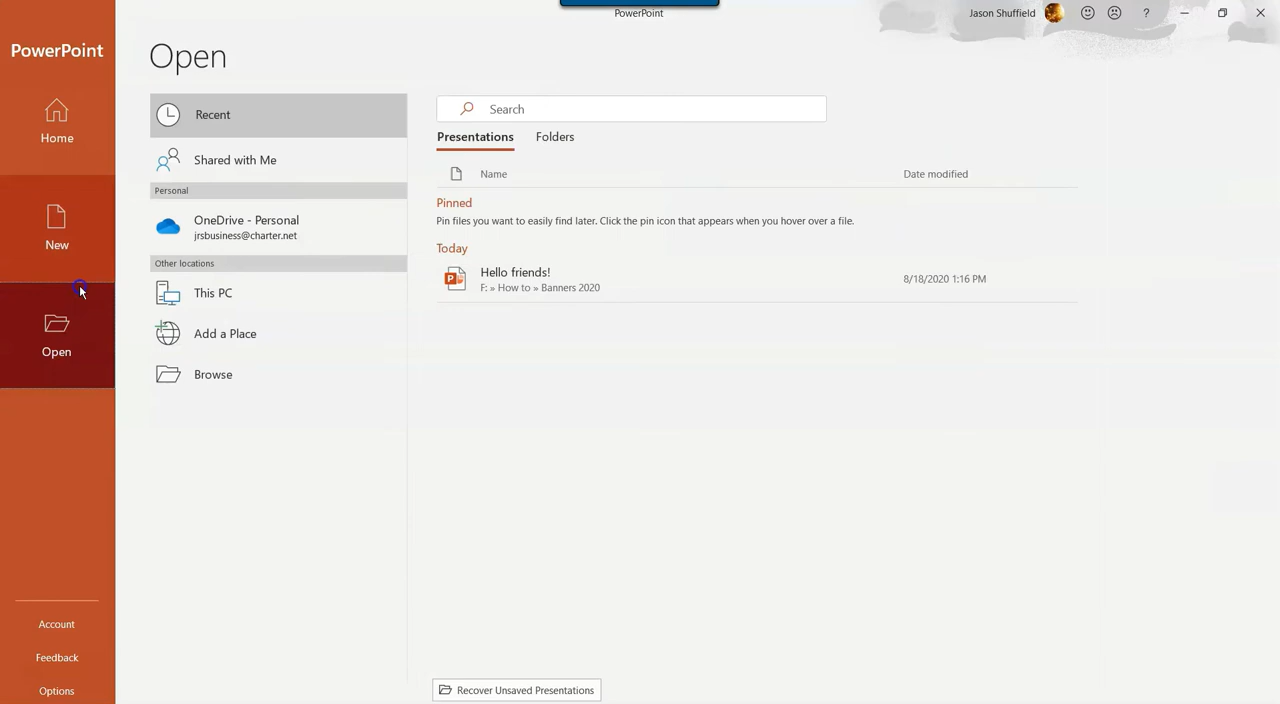 PowerPoint
Jason Shuffield
?
PowerPoint
Home
New
Open
Account
Feedback
Options
Open
Recent
Shared with Me
Personal
OneDrive - Personal
jrsbusiness@charter.net
Other locations
This PC
Add a Place
Browse
Search
Presentations Folders
Name Date modified
Pinned
Pin files you want to easily find later. Click the pin icon that appears when you hover over a file.
Today
Hello friends! 8/18/2020 1:16 PM
F: » How to » Banners 2020
Recover Unsaved Presentations